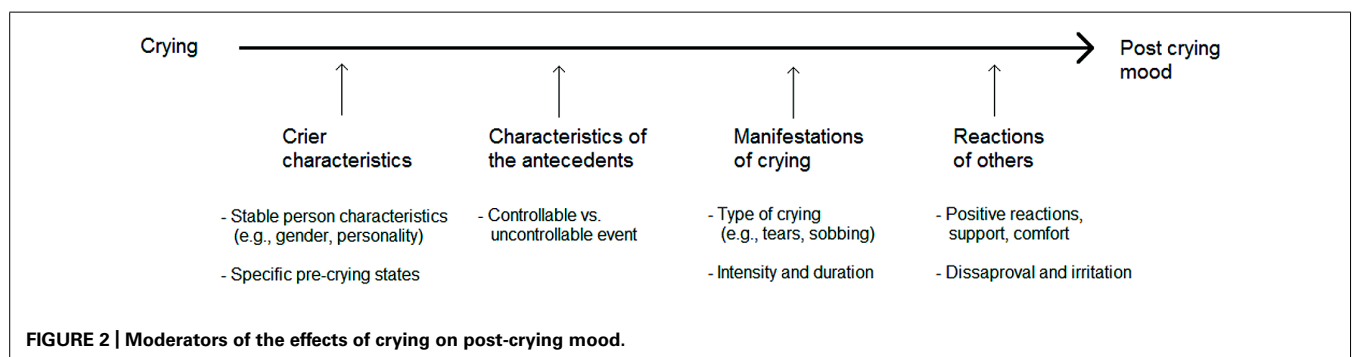 Crying
Post crying
mood
Crier
characteristics
Characteristics of
the antecedents
Manifestations
of crying
Reactions
of others
- Stable person characteristics
(e.g., gender, personality)
- Specific pre-crying states
- Controllable vs.
uncontrollable event
- Type of crying
(e.g., tears, sobbing)
- Intensity and duration
- Positive reactions,
support, comfort
- Dissaproval and irritation
FIGURE 2 | Moderators of the effects of crying on post-crying mood.